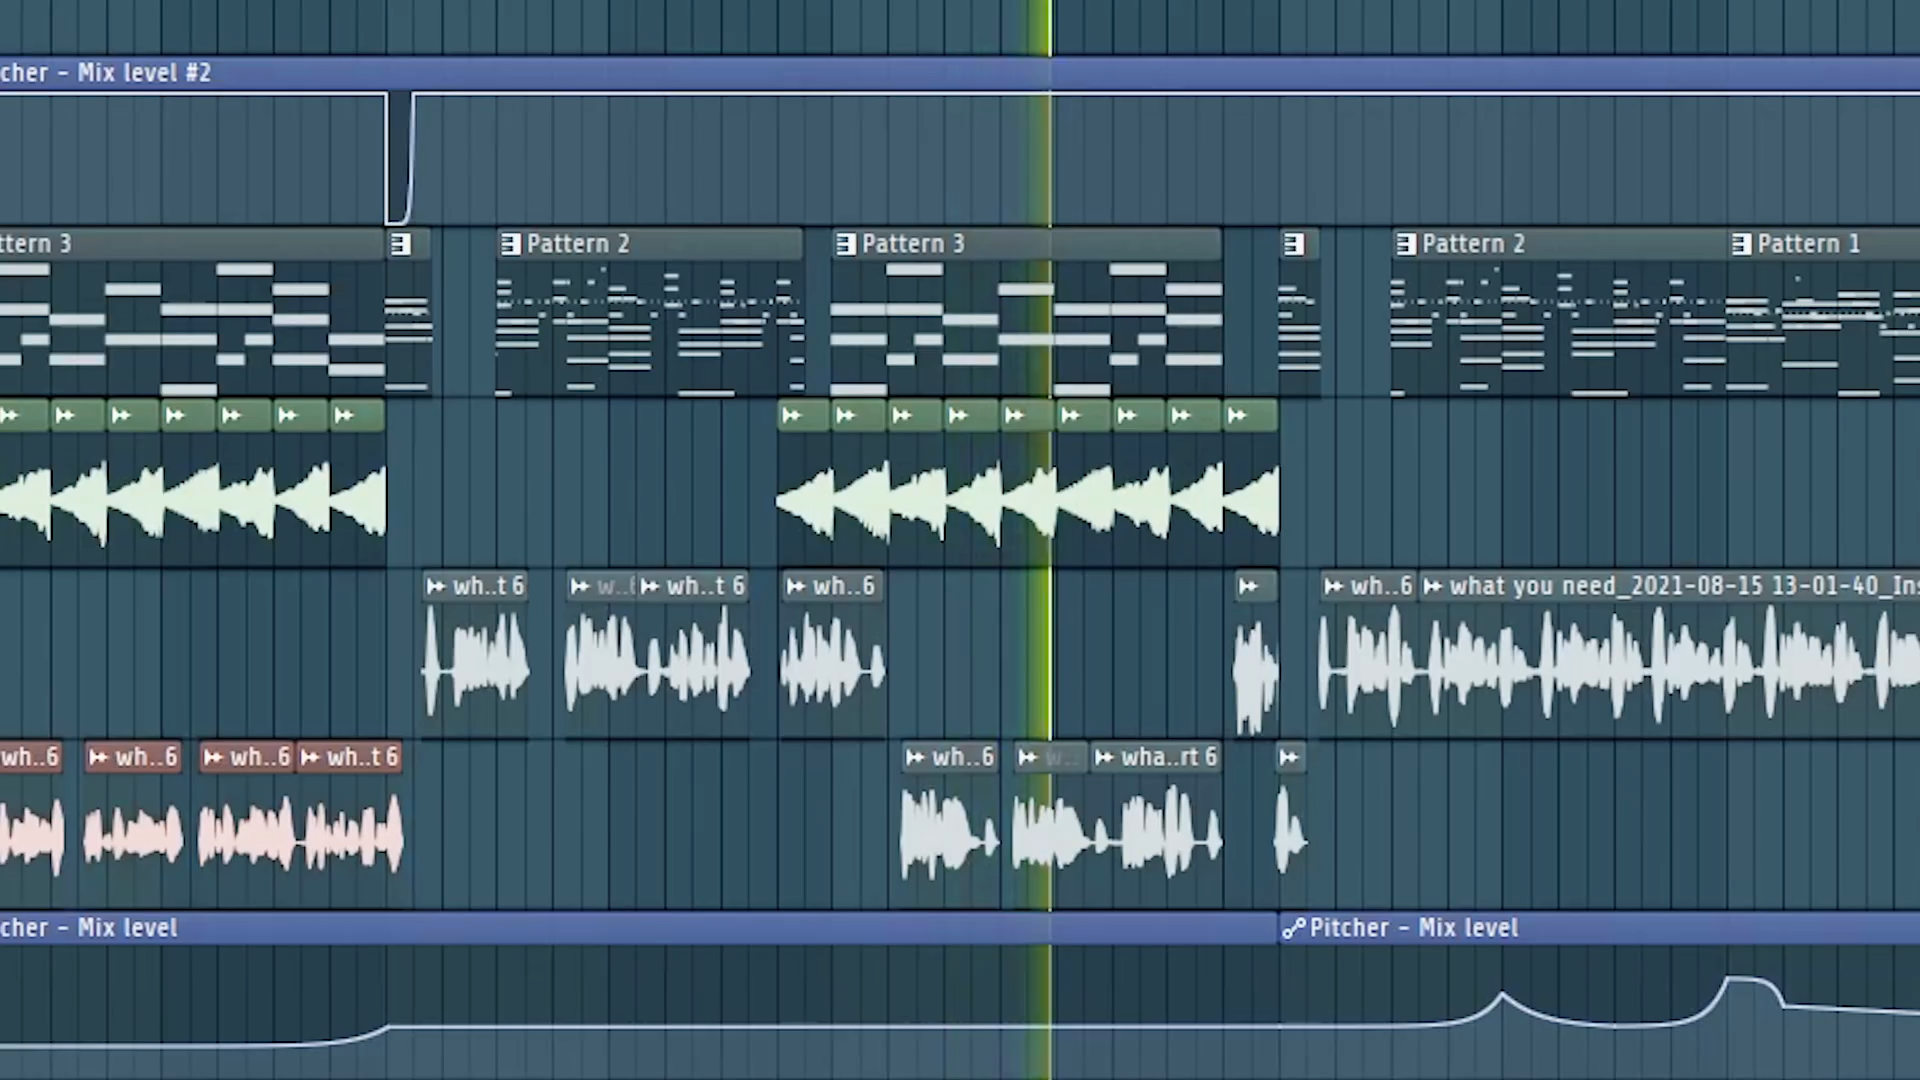 cher - Mix level #2
ttern 3
Pattern 2
Pattern 3
Pattern 2
Pattern 1
wh..t 6
w..6
wh..t 6
wh..6
wh..6
what you need_2021-08-15 13-01-40_Ins
wh..6
wh..6
wh..6
wh..t 6
wh..6
w..
wha..rt 6
cher - Mix level
Pitcher - Mix level